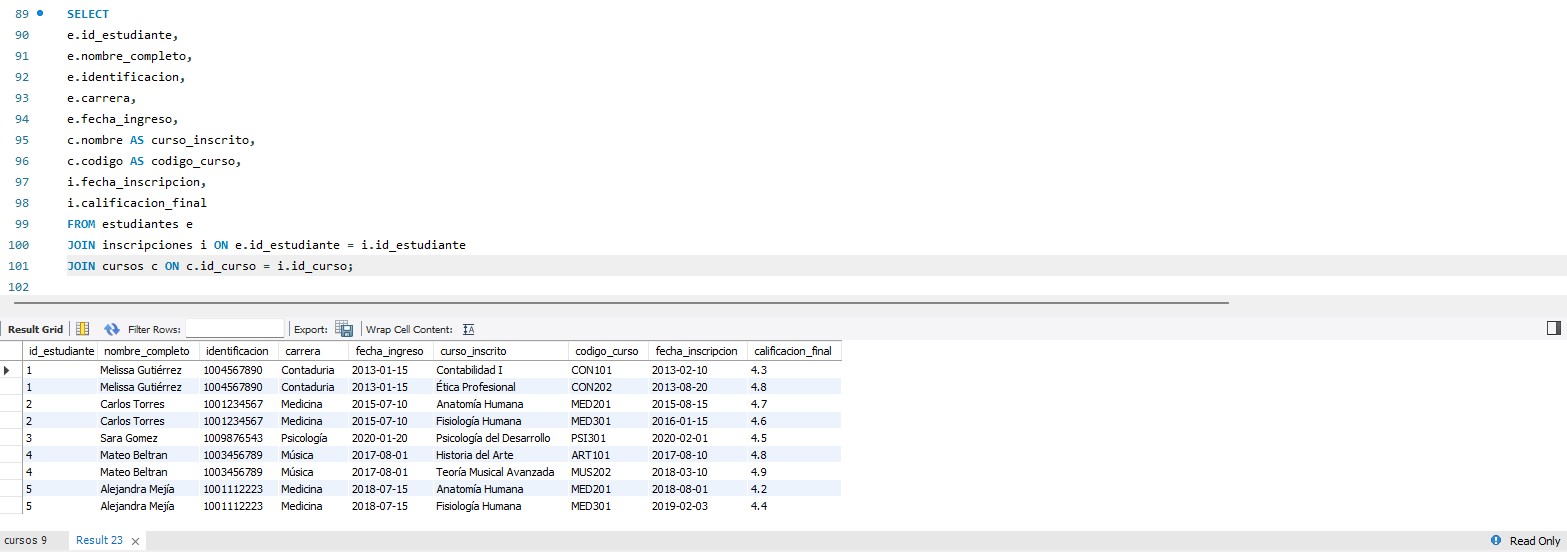 89 SELECT
90 e.id_estudiante,
91 e.nombre_completo,
92 e.identificacion,
93 e.carrera,
94 e.fecha_ingreso,
95 c.nombre AS curso_inscrito,
96 c.codigo AS codigo_curso,
97 i.fecha_inscripcion,
98 i.calificacion_final
99 FROM estudiantes e
100 JOIN inscripciones i ON e.id_estudiante = i.id_estudiante
101 JOIN cursos c ON c.id_curso = i.id_curso;
102
Result Grid Filter Rows: Export: Wrap Cell Content:
id_estudiante nombre_completo identificacion carrera fecha_ingreso curso_inscrito codigo_curso fecha_inscripcion calificacion_final
1 Melissa Gutiérrez 1004567890 Contaduria 2013-01-15 Contabilidad I CON101 2013-02-10 4.3
1 Melissa Gutiérrez 1004567890 Contaduria 2013-01-15 Ética Profesional CON202 2013-08-20 4.8
2 Carlos Torres 1001234567 Medicina 2015-07-10 Anatomía Humana MED201 2015-08-15 4.7
2 Carlos Torres 1001234567 Medicina 2015-07-10 Fisiología Humana MED301 2016-01-15 4.6
3 Sara Gomez 1009876543 Psicología 2020-01-20 Psicología del Desarrollo PSI301 2020-02-01 4.5
4 Mateo Beltran 1003456789 Música 2017-08-01 Historia del Arte ART101 2017-08-10 4.8
4 Mateo Beltran 1003456789 Música 2017-08-01 Teoría Musical Avanzada MUS202 2018-03-10 4.9
5 Alejandra Mejía 1001112223 Medicina 2018-07-15 Anatomía Humana MED201 2018-08-01 4.2
5 Alejandra Mejía 1001112223 Medicina 2018-07-15 Fisiología Humana MED301 2019-02-03 4.4
cursos 9 Result 23 Read Only